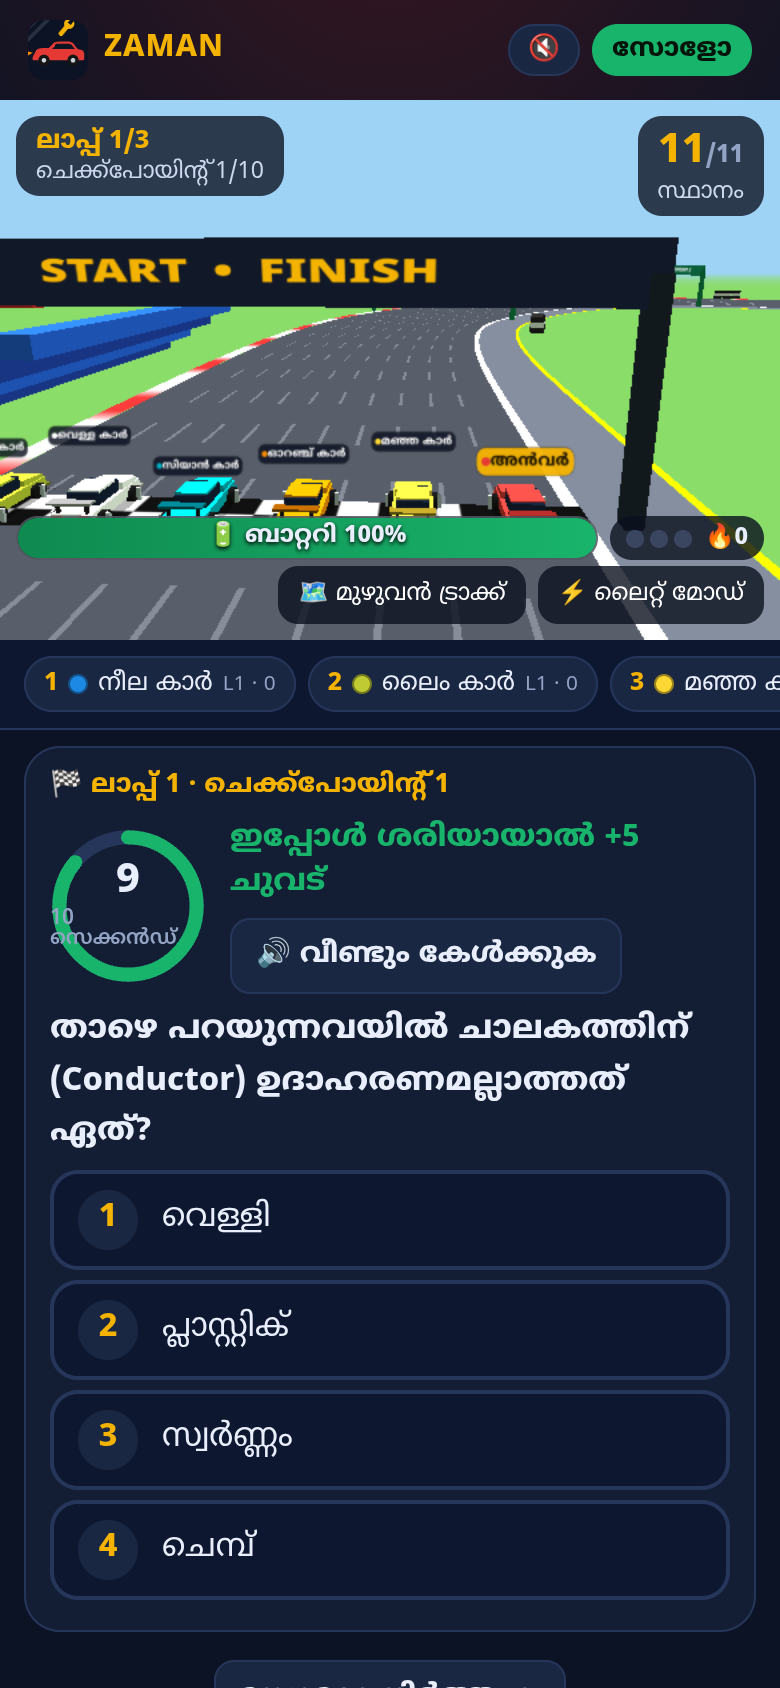 ZAMAN
സോളോ
ലാപ്പ് 1/3
ചെക്ക്പോയിന്റ് 1/10
11/11
സ്ഥാനം
START • FINISH
കാർ
വെള്ള കാർ
സിയാൻ കാർ
ഓറഞ്ച് കാർ
മഞ്ഞ കാർ
അൻവർ
ബാറ്ററി 100%
0
മുഴുവൻ ട്രാക്ക്
ലൈറ്റ് മോഡ്
1 നീല കാർ L1 · 0
2 ലൈം കാർ L1 · 0
3 മഞ്ഞ
ലാപ്പ് 1 · ചെക്ക്പോയിന്റ് 1
9
10
സെക്കൻഡ്
ഇപ്പോൾ ശരിയായാൽ +5
ചുവട്
വീണ്ടും കേൾക്കുക
താഴെ പറയുന്നവയിൽ ചാലകത്തിന്
(Conductor) ഉദാഹരണമല്ലാത്തത്
ഏത്?
1 വെള്ളി
2 പ്ലാസ്റ്റിക്
3 സ്വർണ്ണം
4 ചെമ്പ്